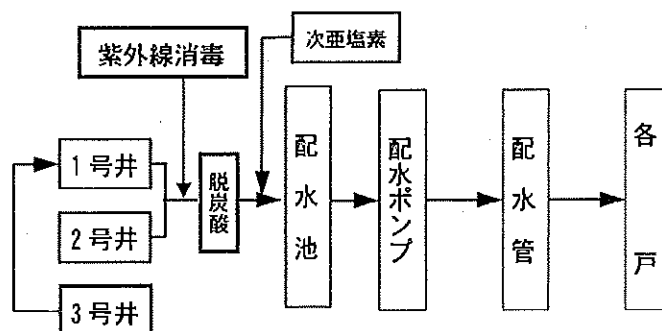 紫外線消毒
次亜塩素
1号井
2号井
3号井
脱炭酸
配水池
配水ポンプ
配水管
各戸